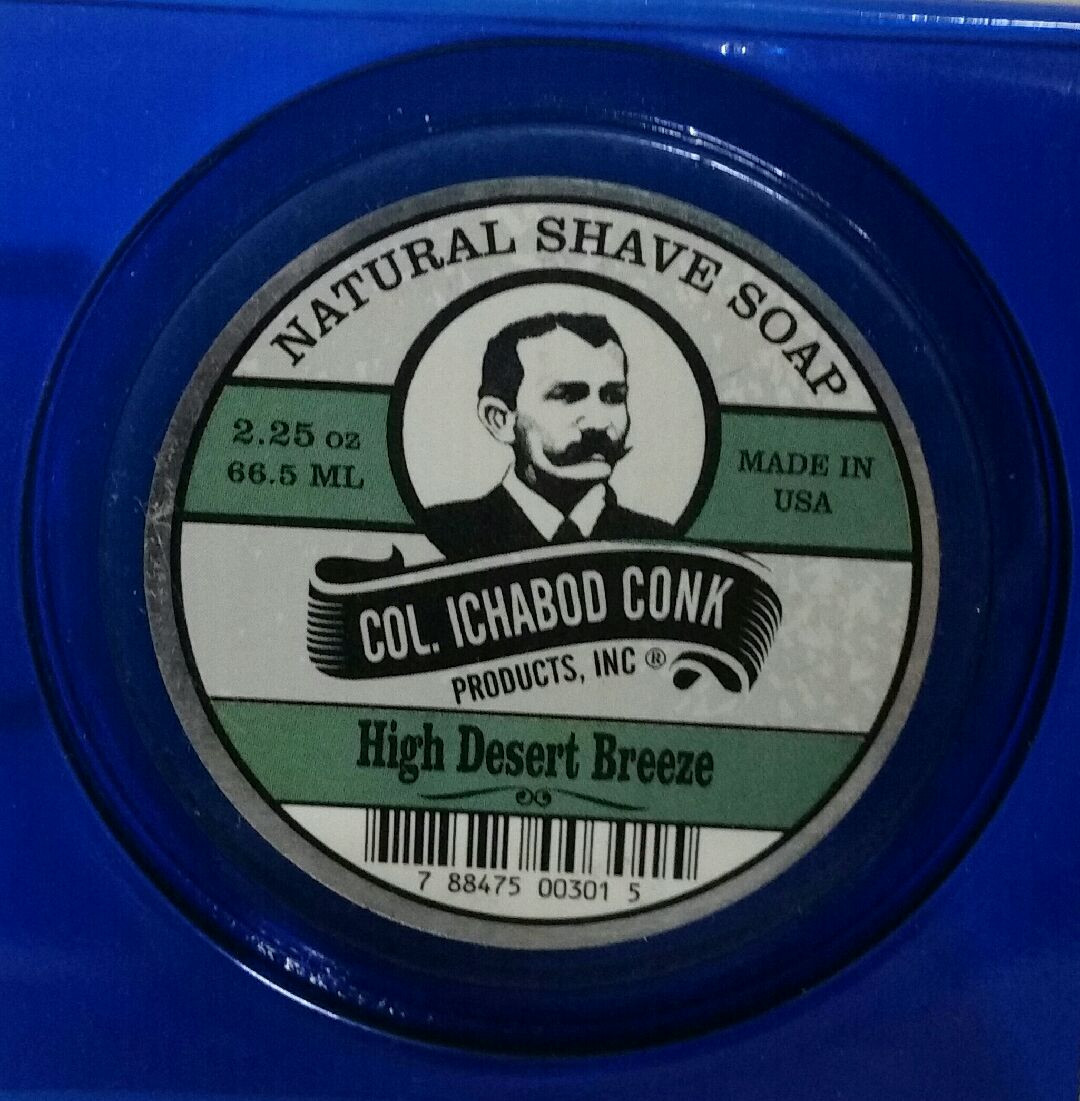 NATURAL SHAVE SOAP
2.25 oz
66.5 ML
MADE IN
USA
COL. ICHABOD CONK
PRODUCTS, INC ®
High Desert Breeze
7 88475 00301 5